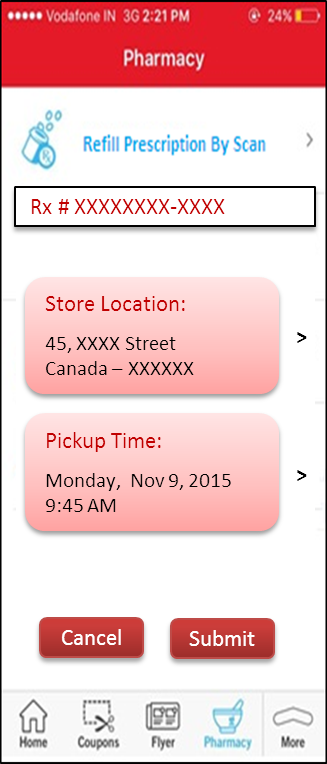 Vodafone IN 3G 2:21 PM 24%
Pharmacy
Refill Prescription By Scan >
Rx # XXXXXXXX-XXXX
Store Location:
45, XXXX Street >
Canada – XXXXXX
Pickup Time:
Monday, Nov 9, 2015 >
9:45 AM
Cancel Submit
Home Coupons Flyer Pharmacy More